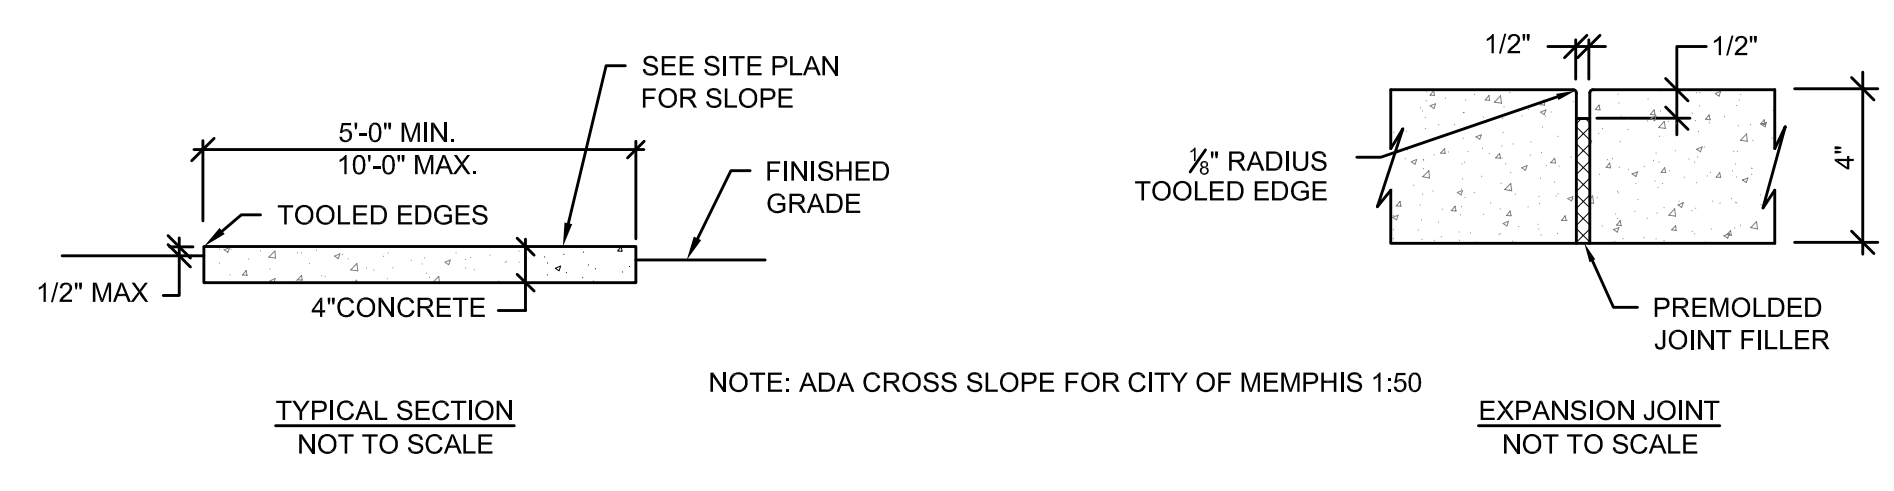 SEE SITE PLAN
FOR SLOPE
5'-0" MIN.
10'-0" MAX.
FINISHED
GRADE
TOOLED EDGES
1/2" MAX
4"CONCRETE
TYPICAL SECTION
NOT TO SCALE
NOTE: ADA CROSS SLOPE FOR CITY OF MEMPHIS 1:50
1/2"
1/2"
⅛" RADIUS
TOOLED EDGE
4"
PREMOLDED
JOINT FILLER
EXPANSION JOINT
NOT TO SCALE